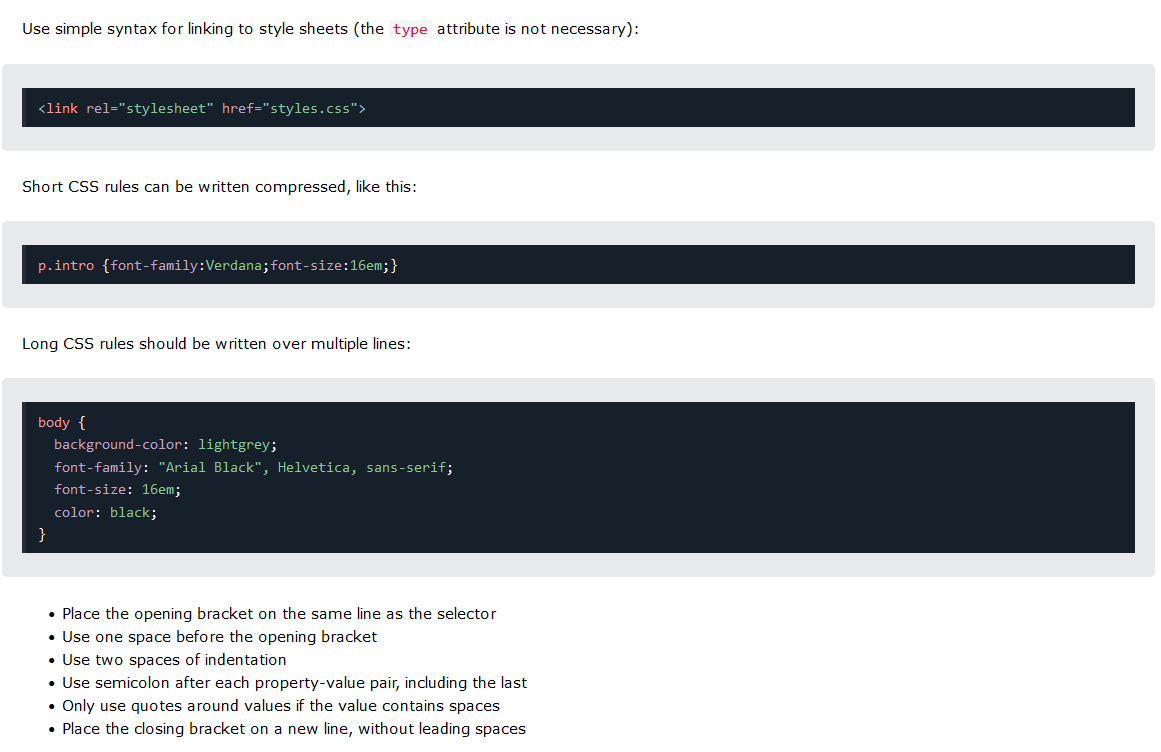 Use simple syntax for linking to style sheets (the type attribute is not necessary):
<link rel="stylesheet" href="styles.css">
Short CSS rules can be written compressed, like this:
p.intro {font-family:Verdana;font-size:16em;}
Long CSS rules should be written over multiple lines:
body {
  background-color: lightgrey;
  font-family: "Arial Black", Helvetica, sans-serif;
  font-size: 16em;
  color: black;
}
• Place the opening bracket on the same line as the selector
• Use one space before the opening bracket
• Use two spaces of indentation
• Use semicolon after each property-value pair, including the last
• Only use quotes around values if the value contains spaces
• Place the closing bracket on a new line, without leading spaces